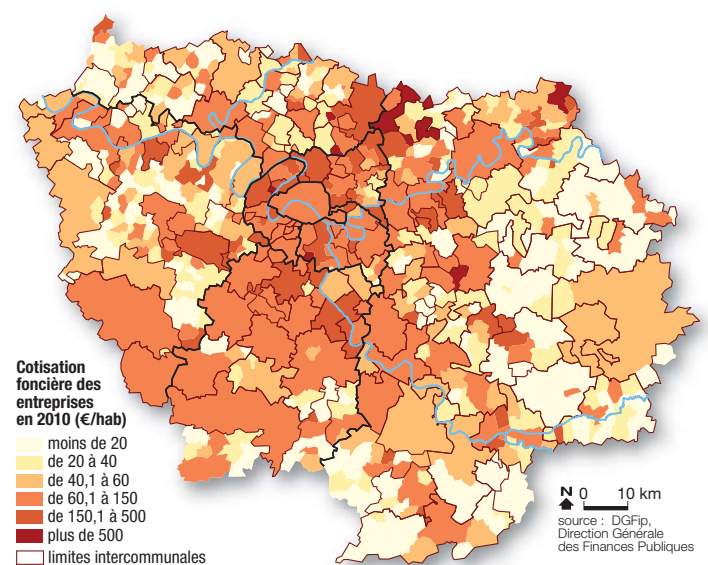 Cotisation
foncière des
entreprises
en 2010 (€/hab)
moins de 20
de 20 à 40
de 40,1 à 60
de 60,1 à 150
de 150,1 à 500
plus de 500
limites intercommunales
N 0 10 km
source : DGFip,
Direction Générale
des Finances Publiques